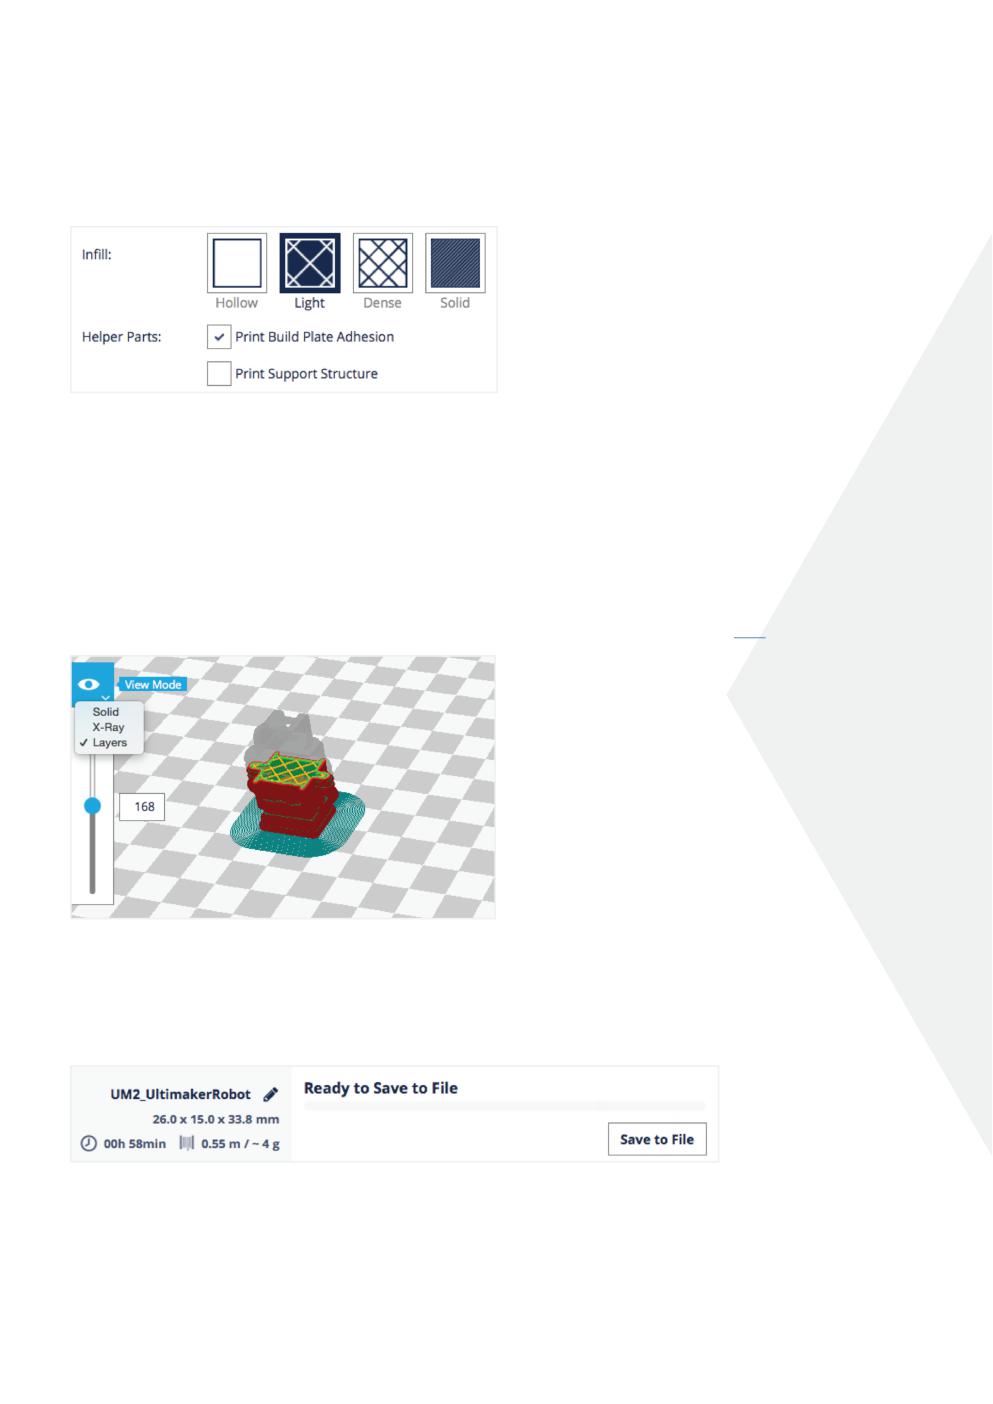 Infill:
Hollow
Light
Dense
Solid
Helper Parts:
Print Build Plate Adhesion
Print Support Structure
View Mode
Solid
X-Ray
Layers
168
UM2_UltimakerRobot
26.0 x 15.0 x 33.8 mm
00h 58min 0.55 m / ~ 4 g
Ready to Save to File
Save to File